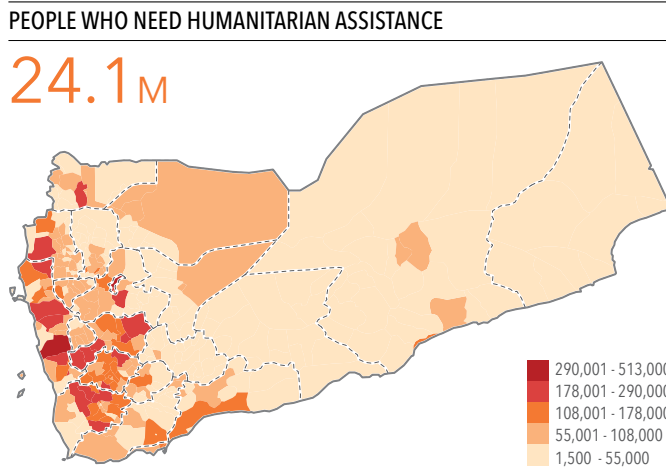 PEOPLE WHO NEED HUMANITARIAN ASSISTANCE
24.1M
290,001 - 513,000
178,001 - 290,000
108,001 - 178,000
55,001 - 108,000
1,500 - 55,000